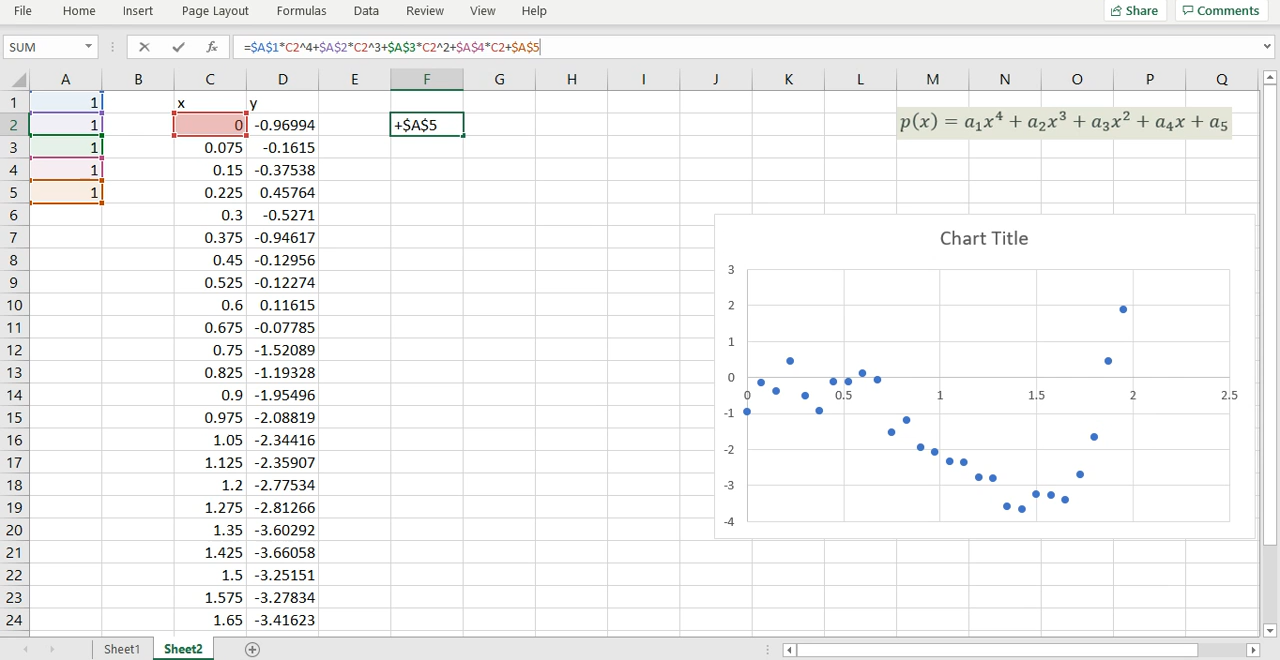 File Home Insert Page Layout Formulas Data Review View Help Share Comments
SUM fx =$A$1*C2^4+$A$2*C2^3+$A$3*C2^2+$A$4*C2+$A$5
A B C D E F G H I J K L M N O P Q
1 1 x y
2 1 0 -0.96994 +$A$5 p(x) = a₁x⁴ + a₂x³ + a₃x² + a₄x + a₅
3 1 0.075 -0.1615
4 1 0.15 -0.37538
5 1 0.225 0.45764
6 0.3 -0.5271
7 0.375 -0.94617
8 0.45 -0.12956
9 0.525 -0.12274
10 0.6 0.11615
11 0.675 -0.07785
12 0.75 -1.52089
13 0.825 -1.19328
14 0.9 -1.95496
15 0.975 -2.08819
16 1.05 -2.34416
17 1.125 -2.35907
18 1.2 -2.77534
19 1.275 -2.81266
20 1.35 -3.60292
21 1.425 -3.66058
22 1.5 -3.25151
23 1.575 -3.27834
24 1.65 -3.41623
Chart Title
3
2
1
0
0 0.5 1 1.5 2 2.5
-1
-2
-3
-4
Sheet1 Sheet2